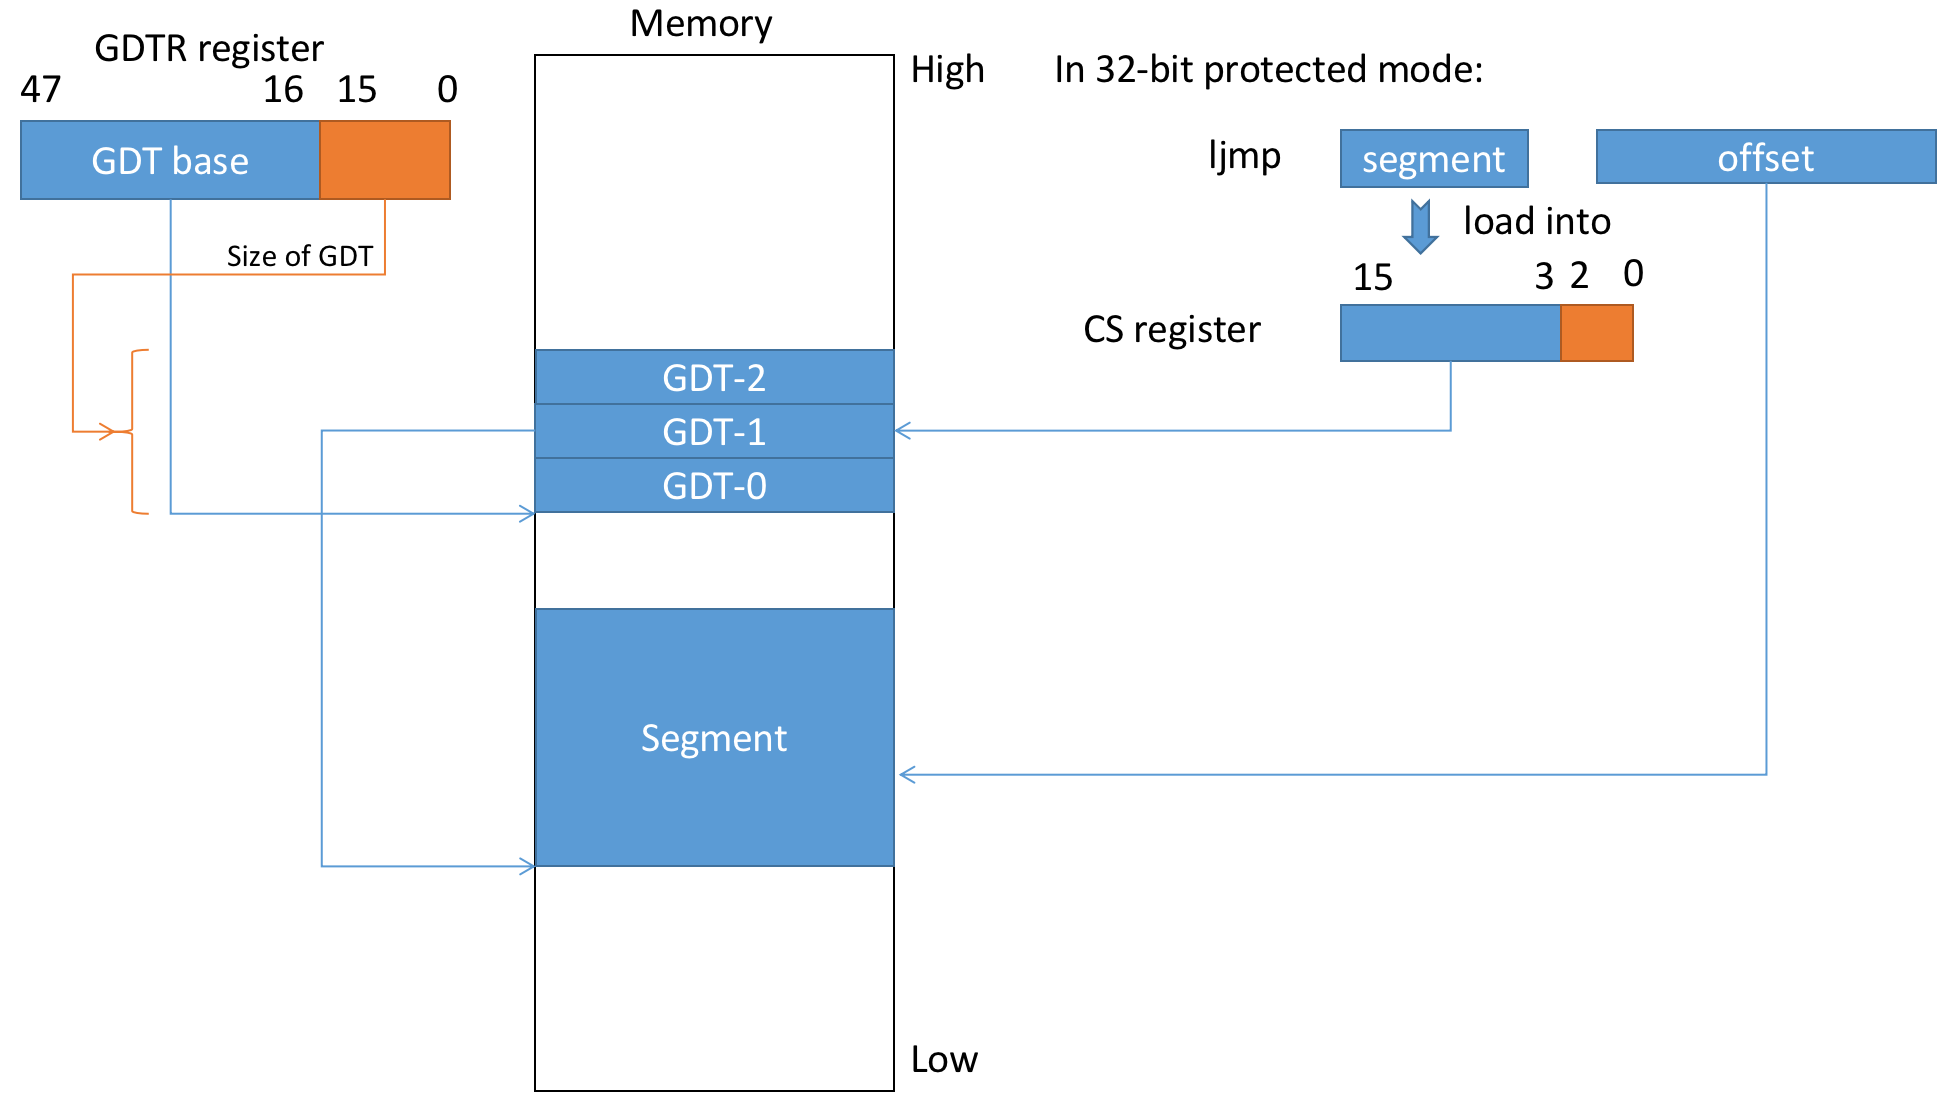 Memory
GDTR register
47 16 15 0
GDT base
Size of GDT
High
In 32-bit protected mode:
ljmp segment offset
load into
15 3 2 0
CS register
GDT-2
GDT-1
GDT-0
Segment
Low